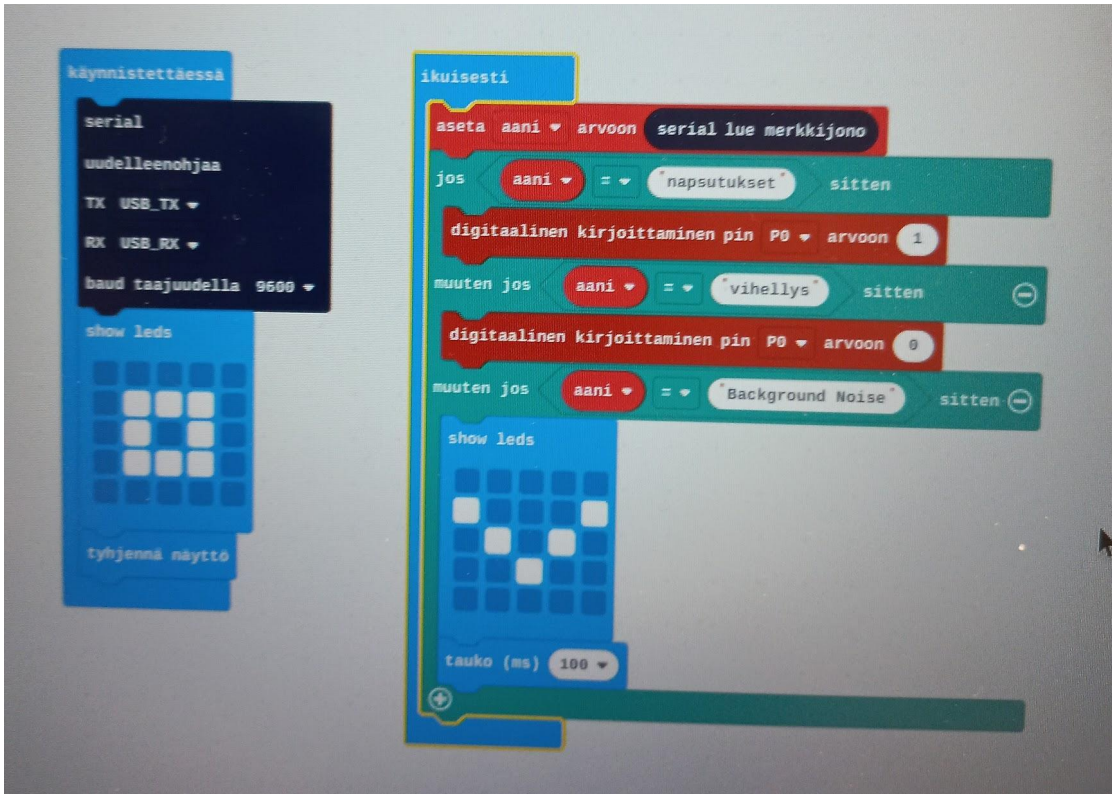 käynnistettäessä
serial
uudelleenohjaa
TX USB_TX
RX USB_RX
baud taajuudella 9600
show leds
tyhjennä näyttö
ikuisesti
aseta aani arvoon serial lue merkkijono
jos aani = "napsutukset" sitten
digitaalinen kirjoittaminen pin P0 arvoon 1
muuten jos aani = "vihellys" sitten
digitaalinen kirjoittaminen pin P0 arvoon 0
muuten jos aani = "Background Noise" sitten
show leds
tauko (ms) 100